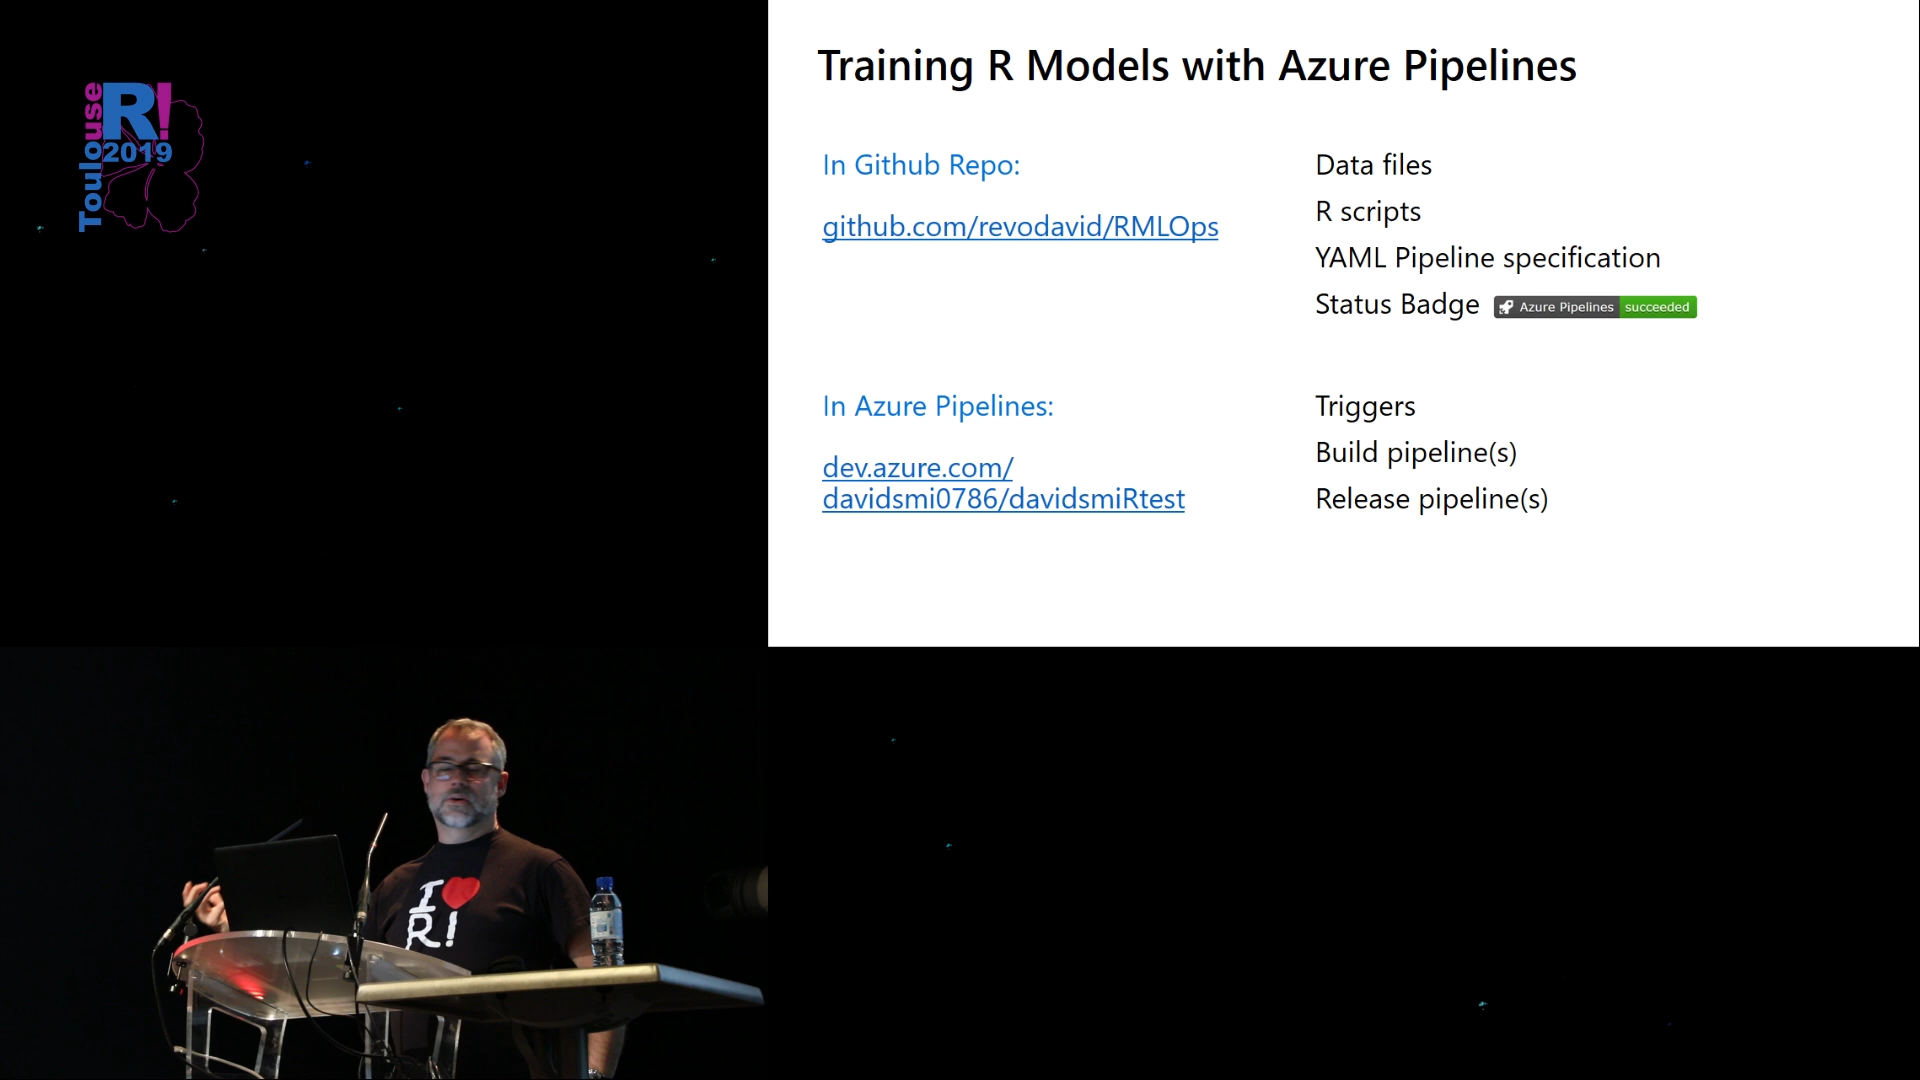 Toulouse
R!
2019
Training R Models with Azure Pipelines
In Github Repo:
github.com/revodavid/RMLOps
Data files
R scripts
YAML Pipeline specification
Status Badge Azure Pipelines succeeded
In Azure Pipelines:
dev.azure.com/
davidsmi0786/davidsmiRtest
Triggers
Build pipeline(s)
Release pipeline(s)
I
R!